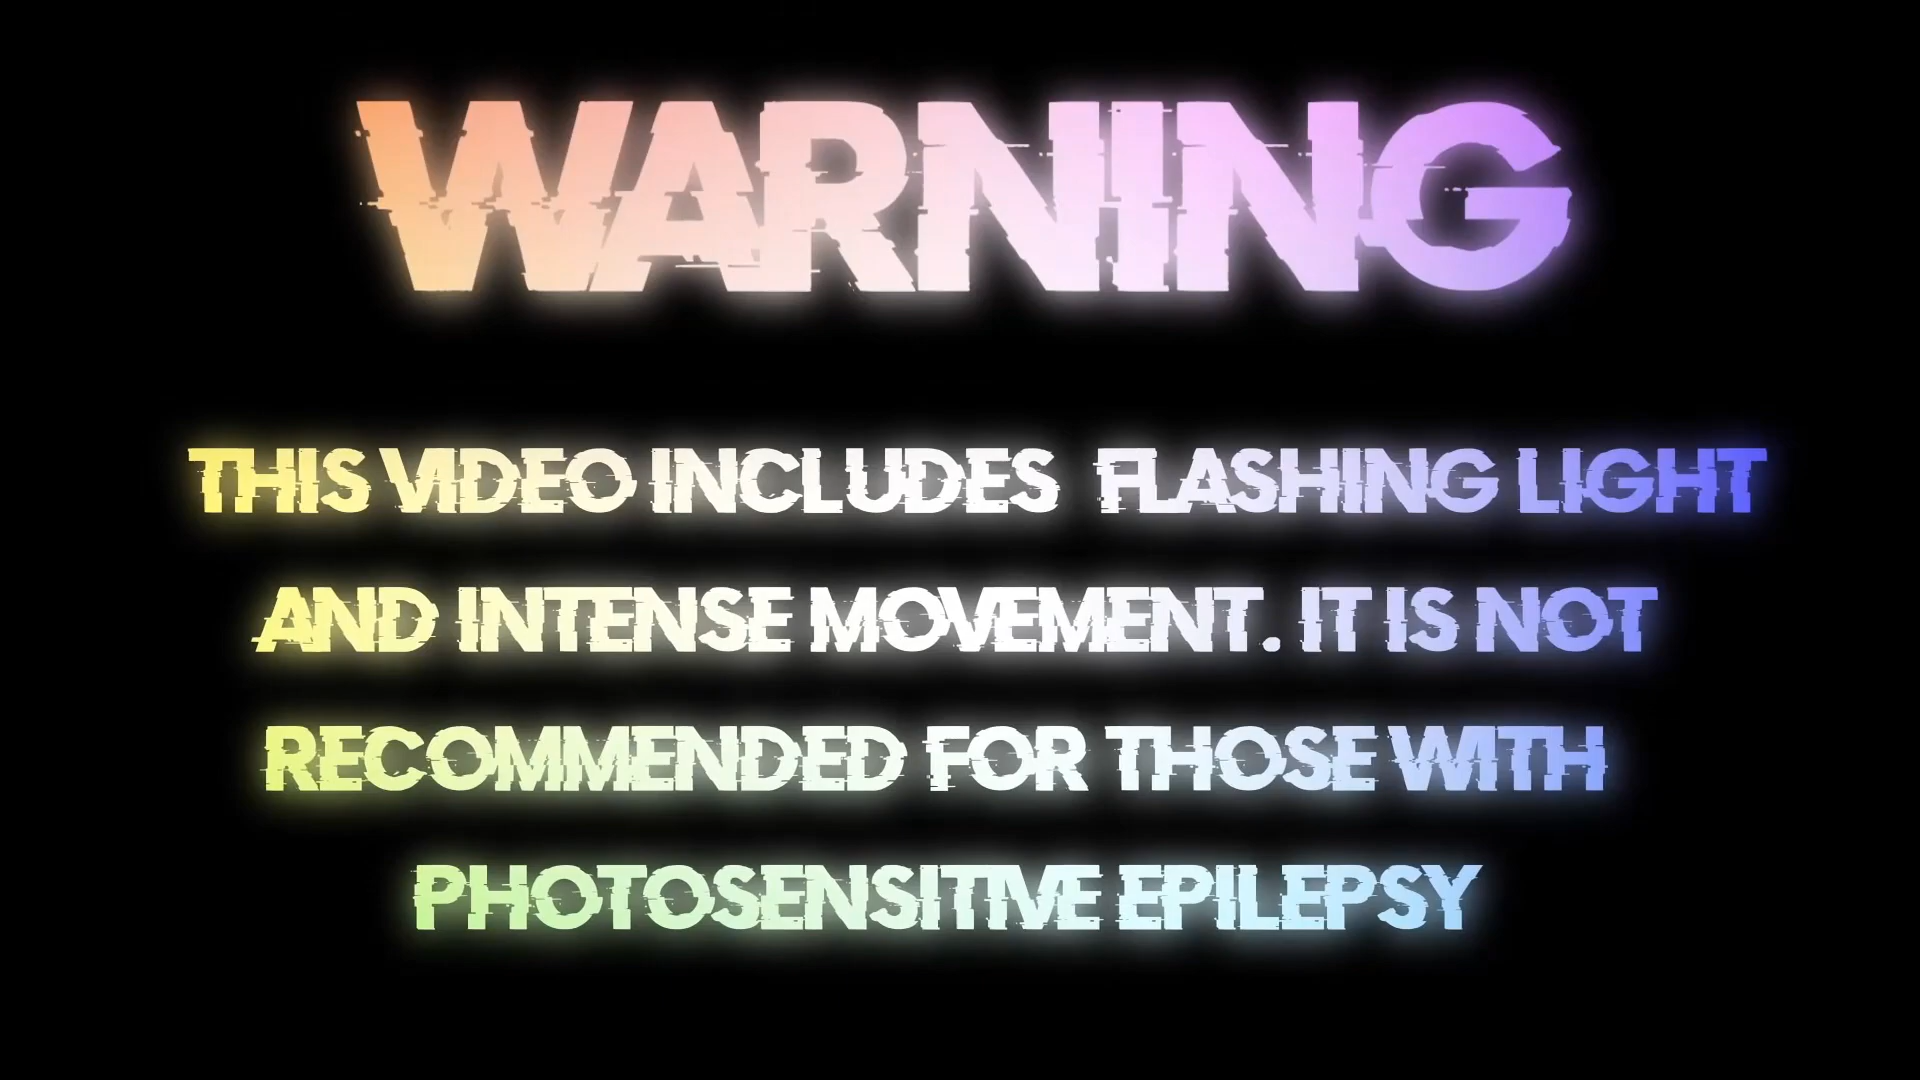 WARNING
THIS VIDEO INCLUDES FLASHING LIGHT
AND INTENSE MOVEMENT. IT IS NOT
RECOMMENDED FOR THOSE WITH
PHOTOSENSITIVE EPILEPSY